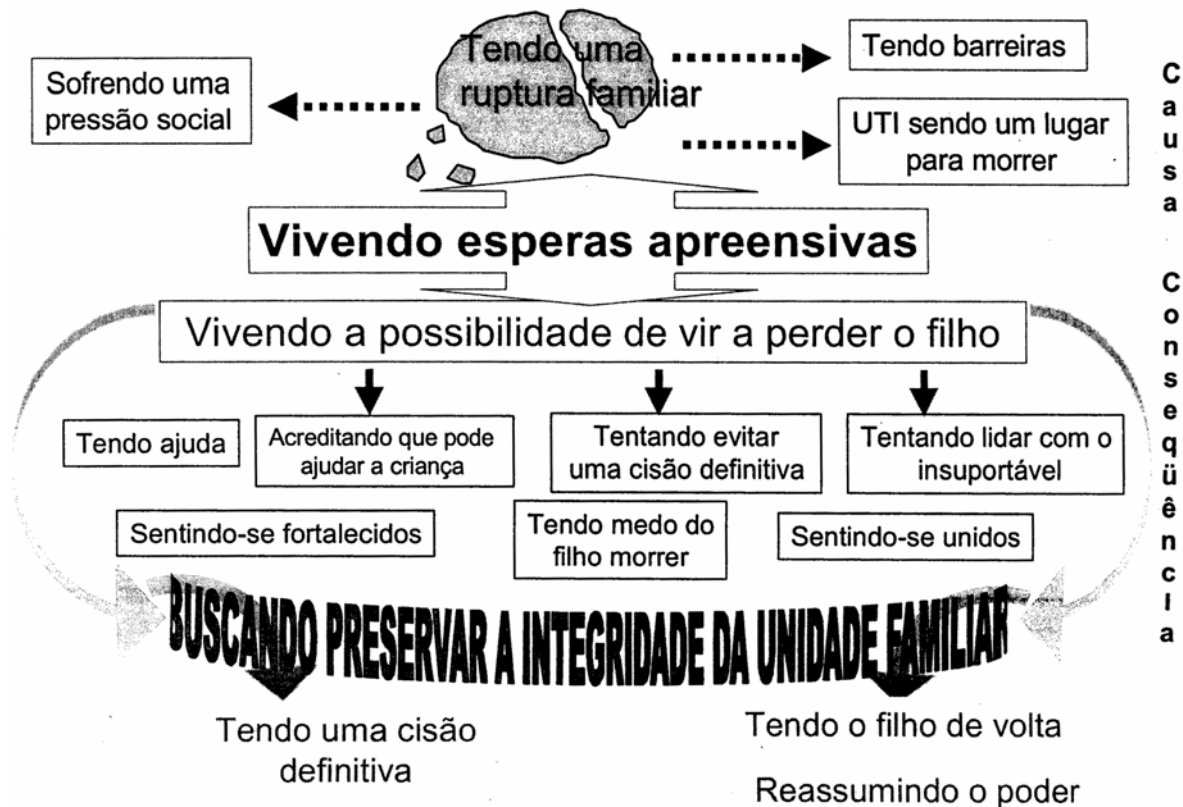 Tendo uma
ruptura familiar
Tendo barreiras
Sofrendo uma
pressão social
UTI sendo um lugar
para morrer
Causa
Vivendo esperas apreensivas
Vivendo a possibilidade de vir a perder o filho
Conseqüência
Tendo ajuda
Acreditando que pode
ajudar a criança
Tentando evitar
uma cisão definitiva
Tentando lidar com o
insuportável
Sentindo-se fortalecidos
Tendo medo do
filho morrer
Sentindo-se unidos
BUSCANDO PRESERVAR A INTEGRIDADE DA UNIDADE FAMILIAR
Tendo uma cisão
definitiva
Tendo o filho de volta
Reassumindo o poder